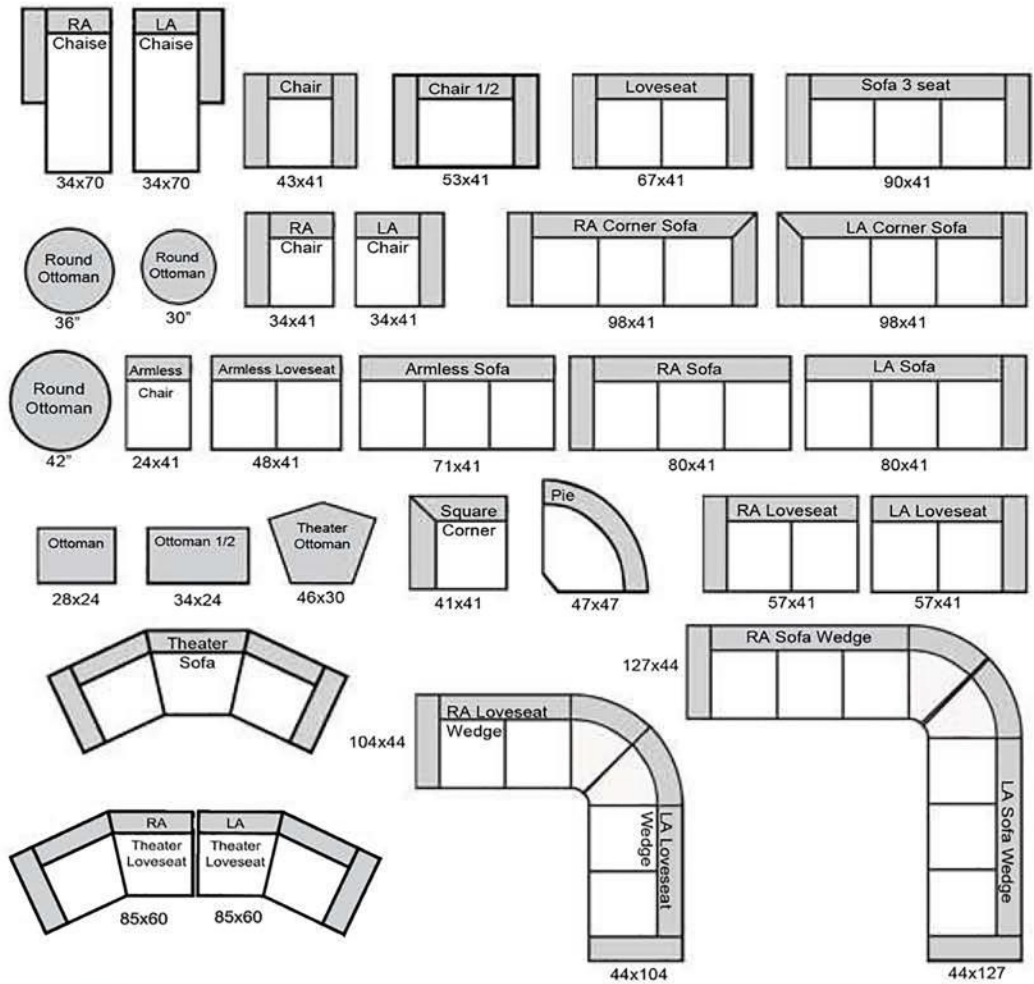 RA
Chaise
34x70
LA
Chaise
34x70
Chair
43x41
Chair 1/2
53x41
Loveseat
67x41
Sofa 3 seat
90x41
Round
Ottoman
36"
Round
Ottoman
30"
RA
Chair
34x41
LA
Chair
34x41
RA Corner Sofa
98x41
LA Corner Sofa
98x41
Round
Ottoman
42"
Armless
Chair
24x41
Armless Loveseat
48x41
Armless Sofa
71x41
RA Sofa
80x41
LA Sofa
80x41
Ottoman
28x24
Ottoman 1/2
34x24
Theater
Ottoman
46x30
Square
Corner
41x41
Pie
47x47
RA Loveseat
57x41
LA Loveseat
57x41
Theater
Sofa
104x44
RA Loveseat
Wedge
LA Loveseat
Wedge
44x104
127x44
RA Sofa Wedge
LA Sofa Wedge
44x127
RA
Theater
Loveseat
85x60
LA
Theater
Loveseat
85x60